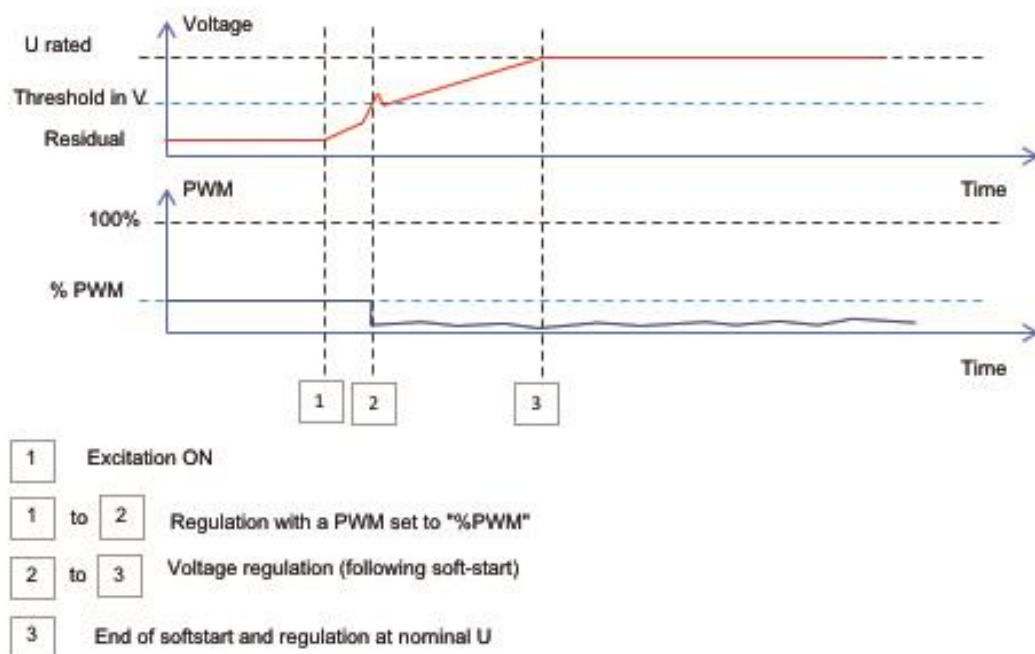 Voltage
U rated
Threshold in V
Residual
Time
PWM
100%
% PWM
Time
1
2
3
1 Excitation ON
1 to 2 Regulation with a PWM set to "%PWM"
2 to 3 Voltage regulation (following soft-start)
3 End of softstart and regulation at nominal U